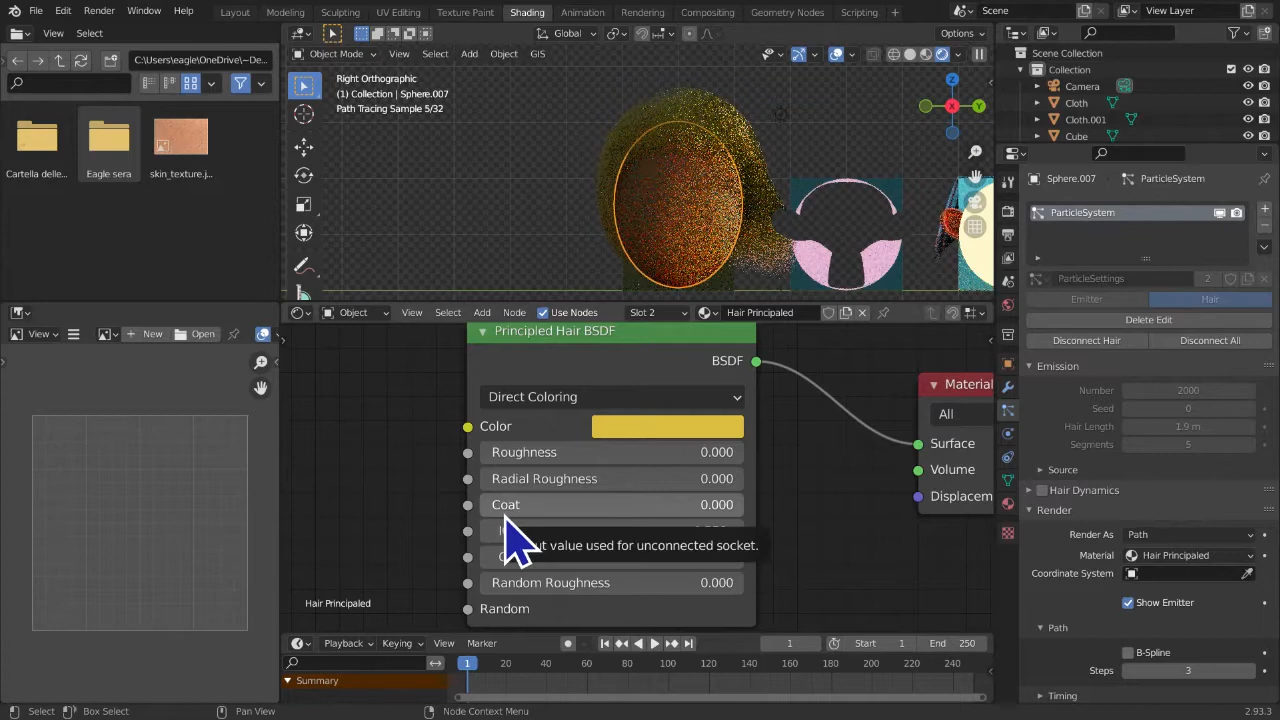 File Edit Render Window Help Layout Modeling Sculpting UV Editing Texture Paint Shading Animation Rendering Compositing Geometry Nodes Scripting + Scene View Layer
View Select
C:\Users\eagle\OneDrive\~De...
Cartella delle... Eagle sera skin_texture.j...
Global Options
Object Mode View Select Add Object GIS
Right Orthographic
(1) Collection | Sphere.007
Path Tracing Sample 5/32
Z
X
Y
Scene Collection
Collection
Camera
Cloth
Cloth.001
Cube
Sphere.007 ParticleSystem
ParticleSystem
ParticleSettings 2
Emitter Hair
Delete Edit
Disconnect Hair Disconnect All
Emission
Number 2000
Seed 0
Hair Length 1.9 m
Segments 5
Source
Hair Dynamics
Render
Render As Path
Material Hair Principaled
Coordinate System
Show Emitter
Path
B-Spline
Steps 3
Timing
View New Open
Object View Select Add Node Use Nodes Slot 2 Hair Principaled
Principled Hair BSDF
BSDF
Direct Coloring
Color
Roughness 0.000
Radial Roughness 0.000
Coat 0.000
ut value used for unconnected socket.
Random Roughness 0.000
Random
Material
All
Surface
Volume
Displacem
Hair Principaled
Playback Keying View Marker 1 Start 1 End 250
1 20 40 60 80 100 120 140 160 180 200 220 240
Summary
Select Box Select Pan View Node Context Menu 2.93.3